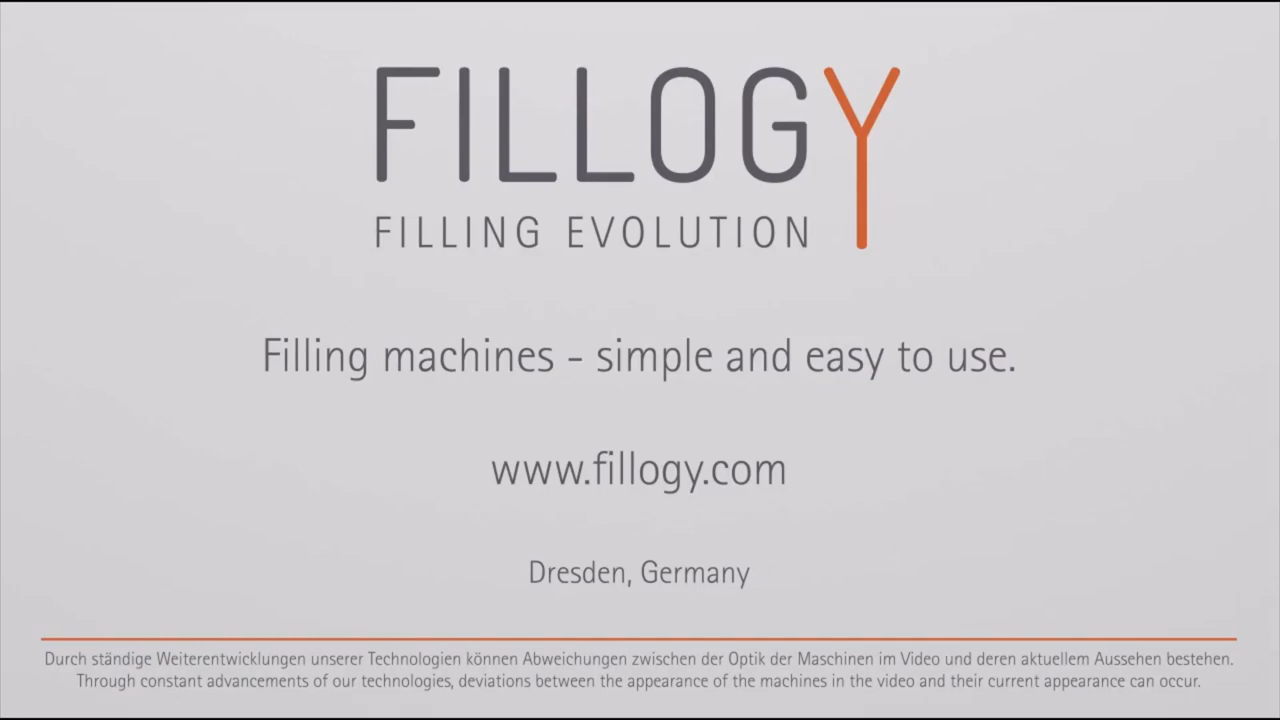 FILLOGY
FILLING EVOLUTION
Filling machines - simple and easy to use.
www.fillogy.com
Dresden, Germany
Durch ständige Weiterentwicklungen unserer Technologien können Abweichungen zwischen der Optik der Maschinen im Video und deren aktuellem Aussehen bestehen.
Through constant advancements of our technologies, deviations between the appearance of the machines in the video and their current appearance can occur.